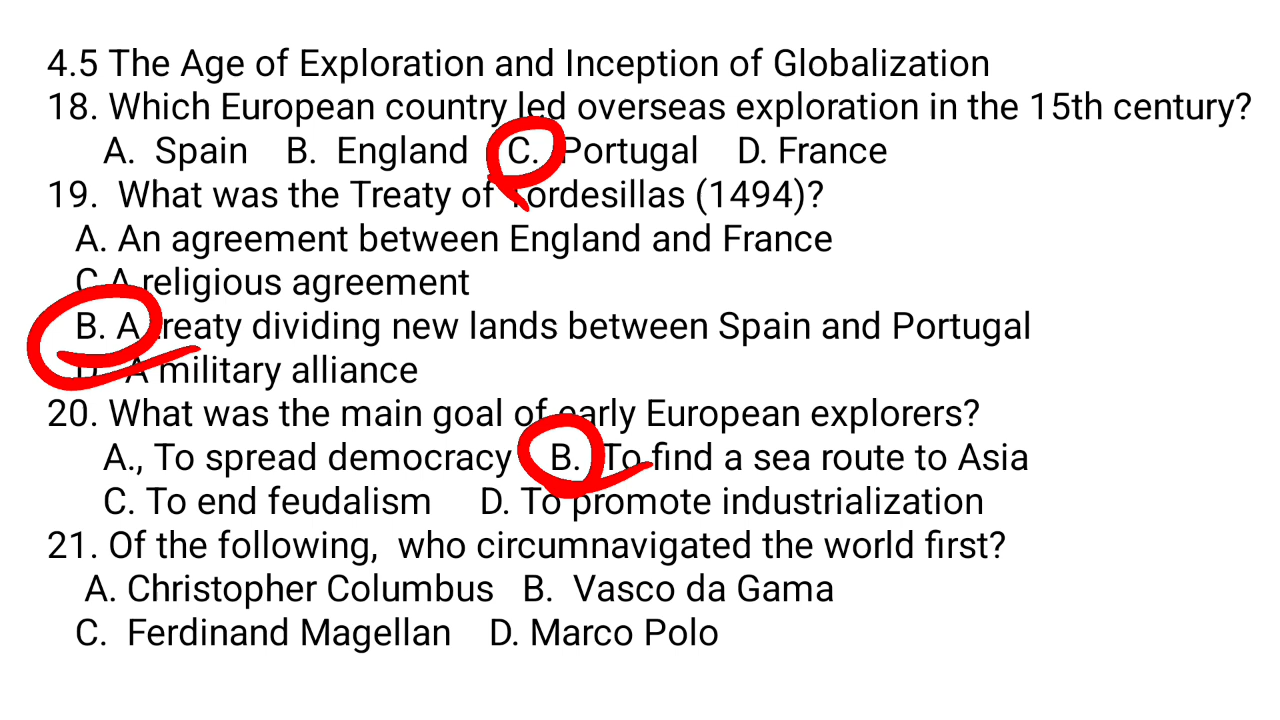 4.5 The Age of Exploration and Inception of Globalization
18. Which European country led overseas exploration in the 15th century?
A. Spain B. England C. Portugal D. France
19. What was the Treaty of Tordesillas (1494)?
A. An agreement between England and France
C A religious agreement
B. A treaty dividing new lands between Spain and Portugal
D. A military alliance
20. What was the main goal of early European explorers?
A., To spread democracy B. To find a sea route to Asia
C. To end feudalism D. To promote industrialization
21. Of the following, who circumnavigated the world first?
A. Christopher Columbus B. Vasco da Gama
C. Ferdinand Magellan D. Marco Polo